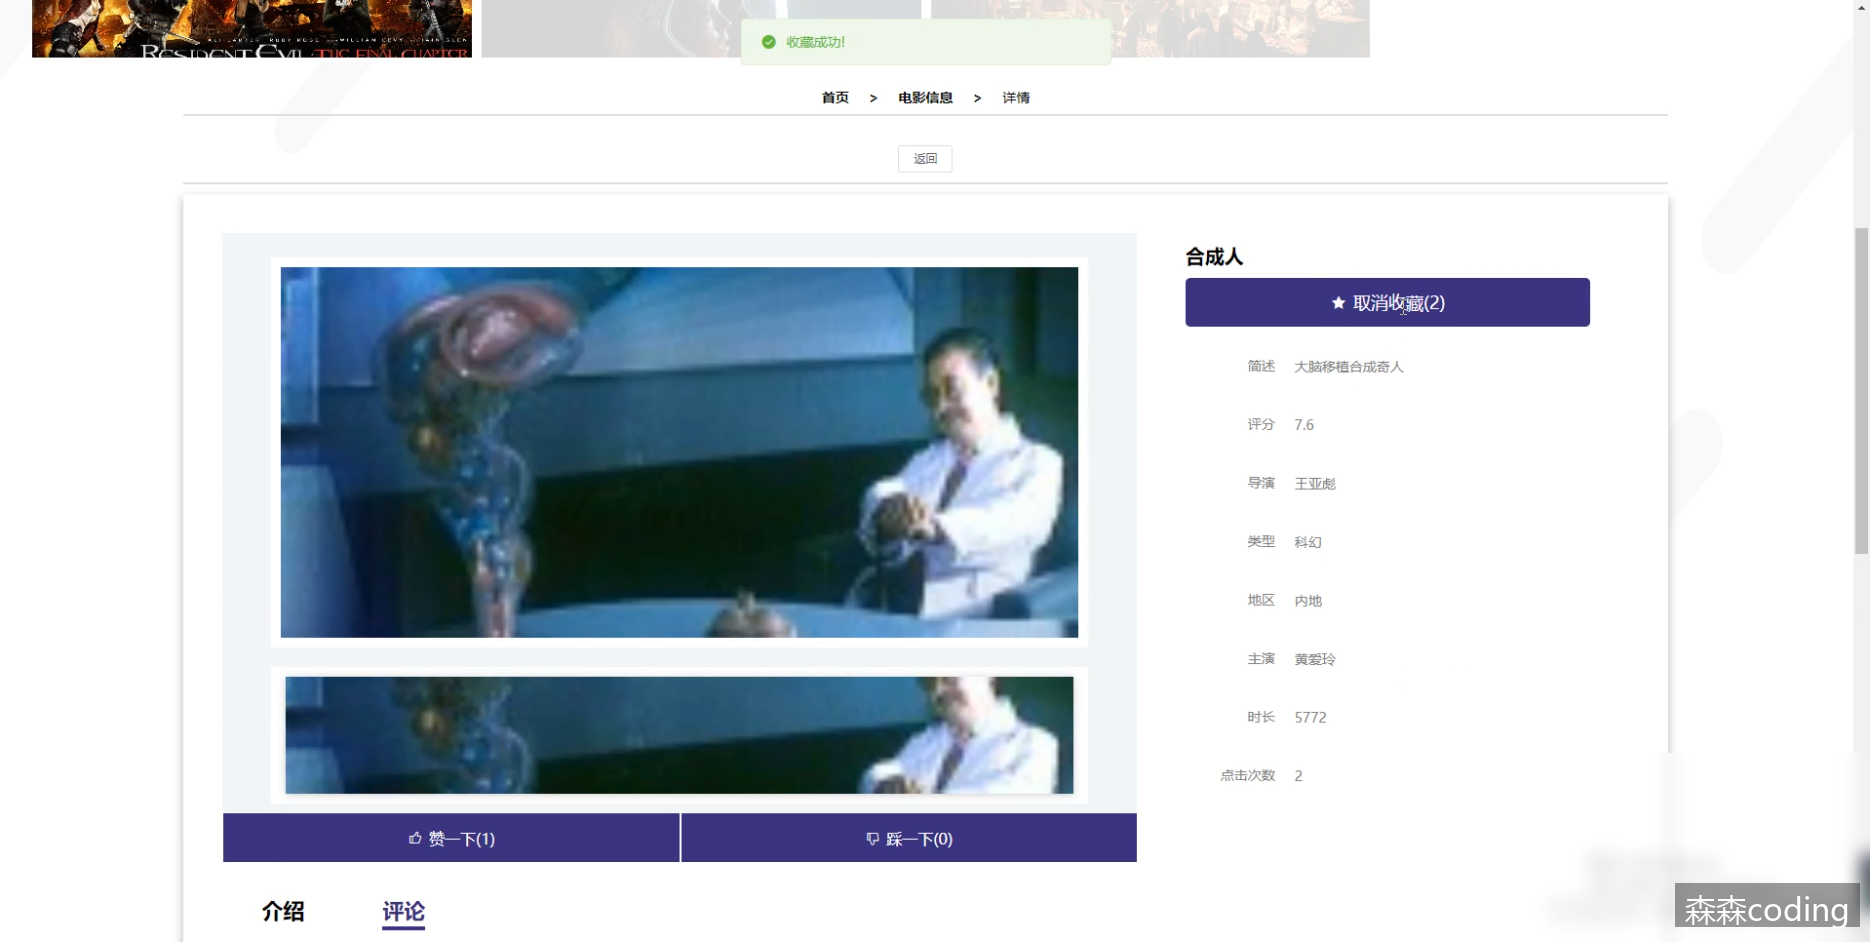 RESIDENT EVIL THE FINAL CHAPTER
收藏成功!
首页 > 电影信息 > 详情
返回
合成人
取消收藏(2)
简述 大脑移植合成奇人
评分 7.6
导演 王亚彪
类型 科幻
地区 内地
主演 黄爱玲
时长 5772
点击次数 2
赞一下(1)
踩一下(0)
介绍 评论
森森coding